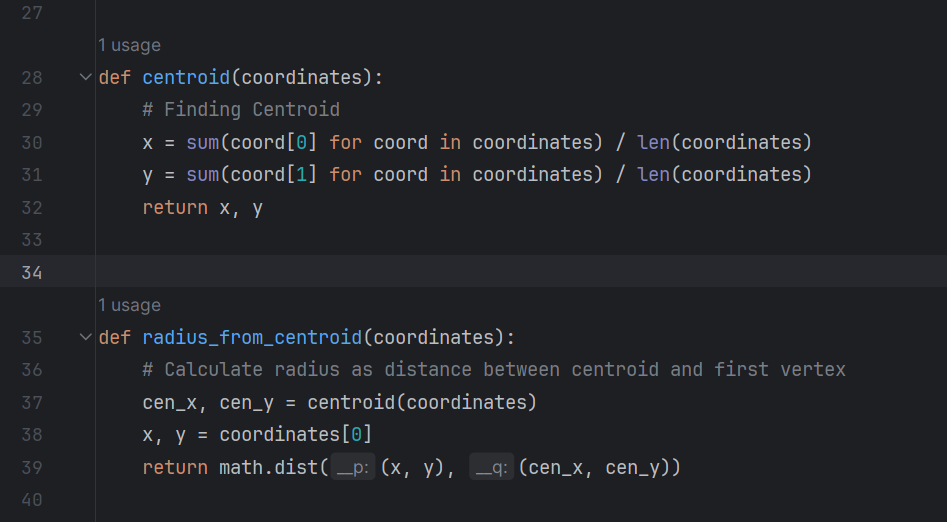 27
1 usage
28 def centroid(coordinates):
29 # Finding Centroid
30 x = sum(coord[0] for coord in coordinates) / len(coordinates)
31 y = sum(coord[1] for coord in coordinates) / len(coordinates)
32 return x, y
33
34
1 usage
35 def radius_from_centroid(coordinates):
36 # Calculate radius as distance between centroid and first vertex
37 cen_x, cen_y = centroid(coordinates)
38 x, y = coordinates[0]
39 return math.dist(__p: (x, y), __q: (cen_x, cen_y))
40